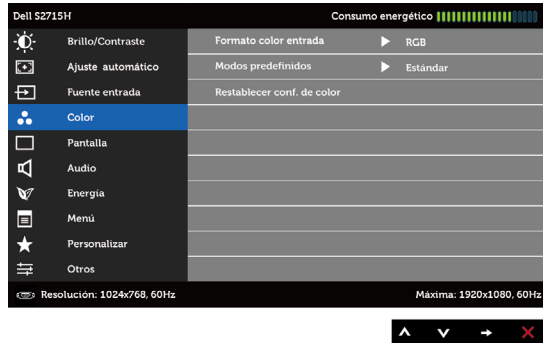 Dell S2715H Consumo energético
Brillo/Contraste Formato color entrada RGB
Ajuste automático Modos predefinidos Estándar
Fuente entrada Restablecer conf. de color
Color
Pantalla
Audio
Energía
Menú
Personalizar
Otros
Resolución: 1024x768, 60Hz Máxima: 1920x1080, 60Hz